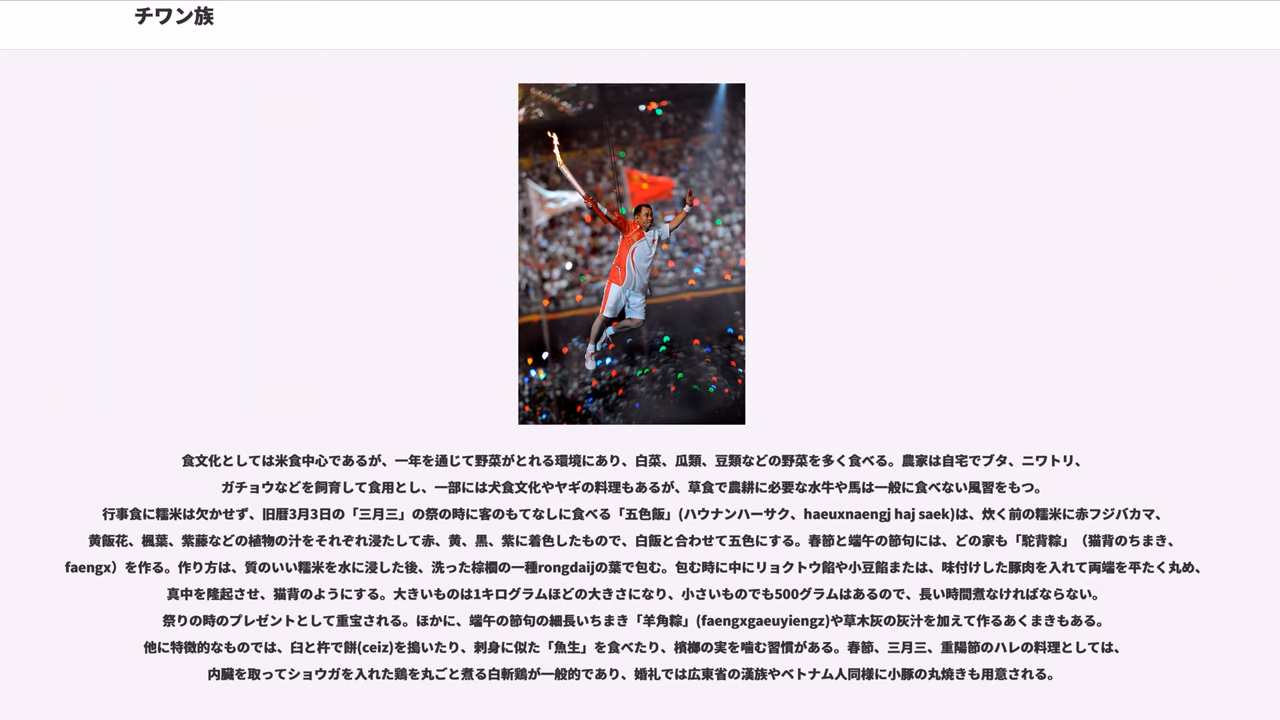 チワン族
食文化としては米食中心であるが、一年を通じて野菜がとれる環境にあり、白菜、瓜類、豆類などの野菜を多く食べる。農家は自宅でブタ、ニワトリ、
ガチョウなどを飼育して食用とし、一部には犬食文化やヤギの料理もあるが、草食で農耕に必要な水牛や馬は一般に食べない風習をもつ。
行事食に糯米は欠かせず、旧暦3月3日の「三月三」の祭の時に客のもてなしに食べる「五色飯」(ハウナンハーサク、haeuxnaengj haj saek)は、炊く前の糯米に赤フジバカマ、
黄飯花、楓葉、紫藤などの植物の汁をそれぞれ浸たして赤、黄、黒、紫に着色したもので、白飯と合わせて五色にする。春節と端午の節句には、どの家も「駝背粽」（猫背のちまき、
faengx）を作る。作り方は、質のいい糯米を水に浸した後、洗った棕櫚の一種rongdaijの葉で包む。包む時に中にリョクトウ餡や小豆餡または、味付けした豚肉を入れて両端を平たく丸め、
真中を隆起させ、猫背のようにする。大きいものは1キログラムほどの大きさになり、小さいものでも500グラムはあるので、長い時間煮なければならない。
祭りの時のプレゼントとして重宝される。ほかに、端午の節句の細長いちまき「羊角粽」(faengxgaeuyiengz)や草木灰の灰汁を加えて作るあくまきもある。
他に特徴的なものでは、臼と杵で餅(ceiz)を搗いたり、刺身に似た「魚生」を食べたり、檳榔の実を噛む習慣がある。春節、三月三、重陽節のハレの料理としては、
内臓を取ってショウガを入れた鶏を丸ごと煮る白斬鶏が一般的であり、婚礼では広東省の漢族やベトナム人同様に小豚の丸焼きも用意される。